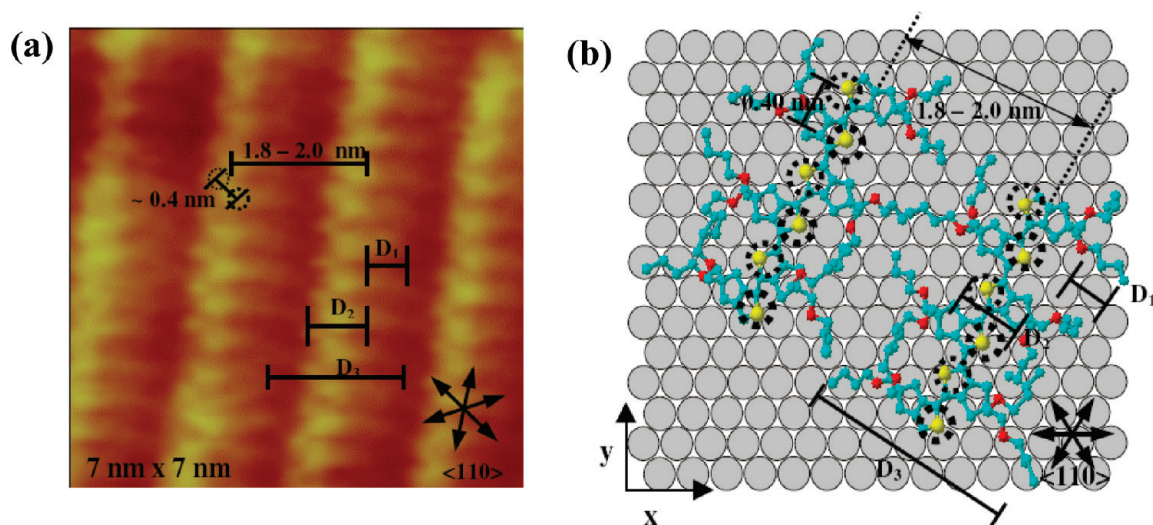 (a)
1.8 – 2.0 nm
~ 0.4 nm
D₁
D₂
D₃
7 nm x 7 nm
<110>
(b)
~0.40 nm
1.8 – 2.0 nm
D₁
D₂
D₃
y
x
<110>